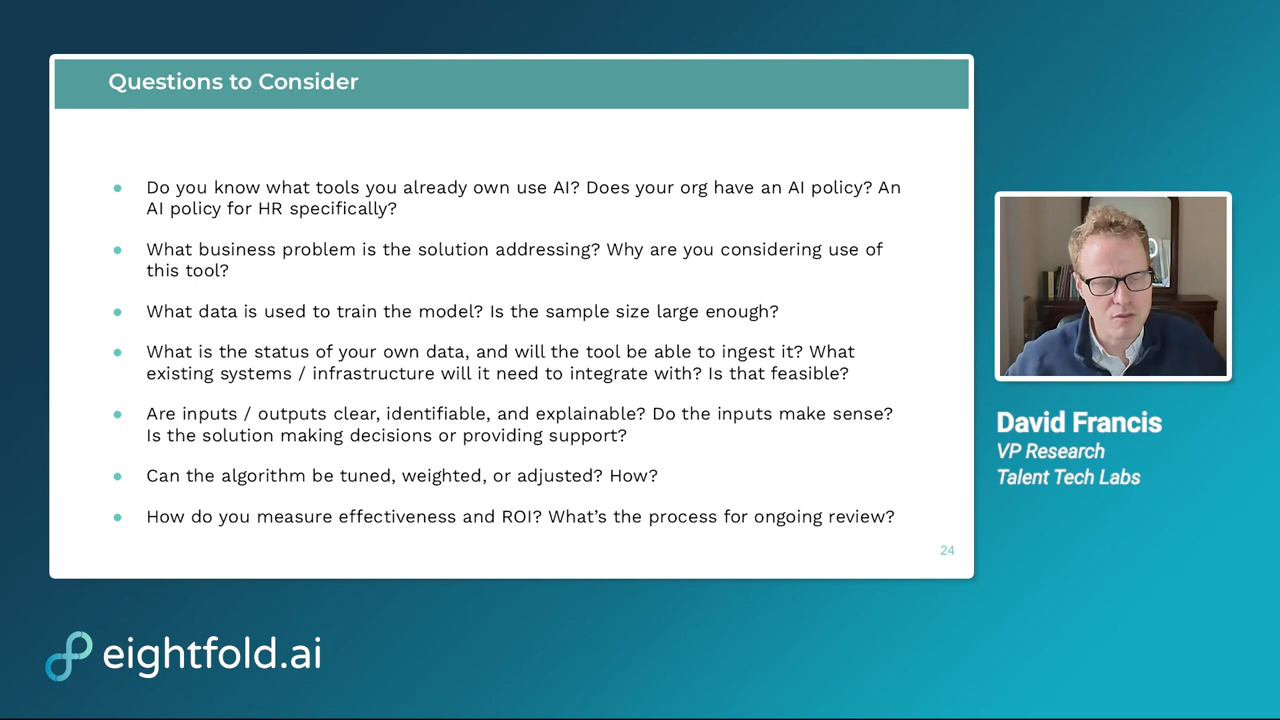 Questions to Consider
Do you know what tools you already own use AI? Does your org have an AI policy? An
AI policy for HR specifically?
What business problem is the solution addressing? Why are you considering use of
this tool?
What data is used to train the model? Is the sample size large enough?
What is the status of your own data, and will the tool be able to ingest it? What
existing systems / infrastructure will it need to integrate with? Is that feasible?
Are inputs / outputs clear, identifiable, and explainable? Do the inputs make sense?
Is the solution making decisions or providing support?
Can the algorithm be tuned, weighted, or adjusted? How?
How do you measure effectiveness and ROI? What’s the process for ongoing review?
24
David Francis
VP Research
Talent Tech Labs
eightfold.ai